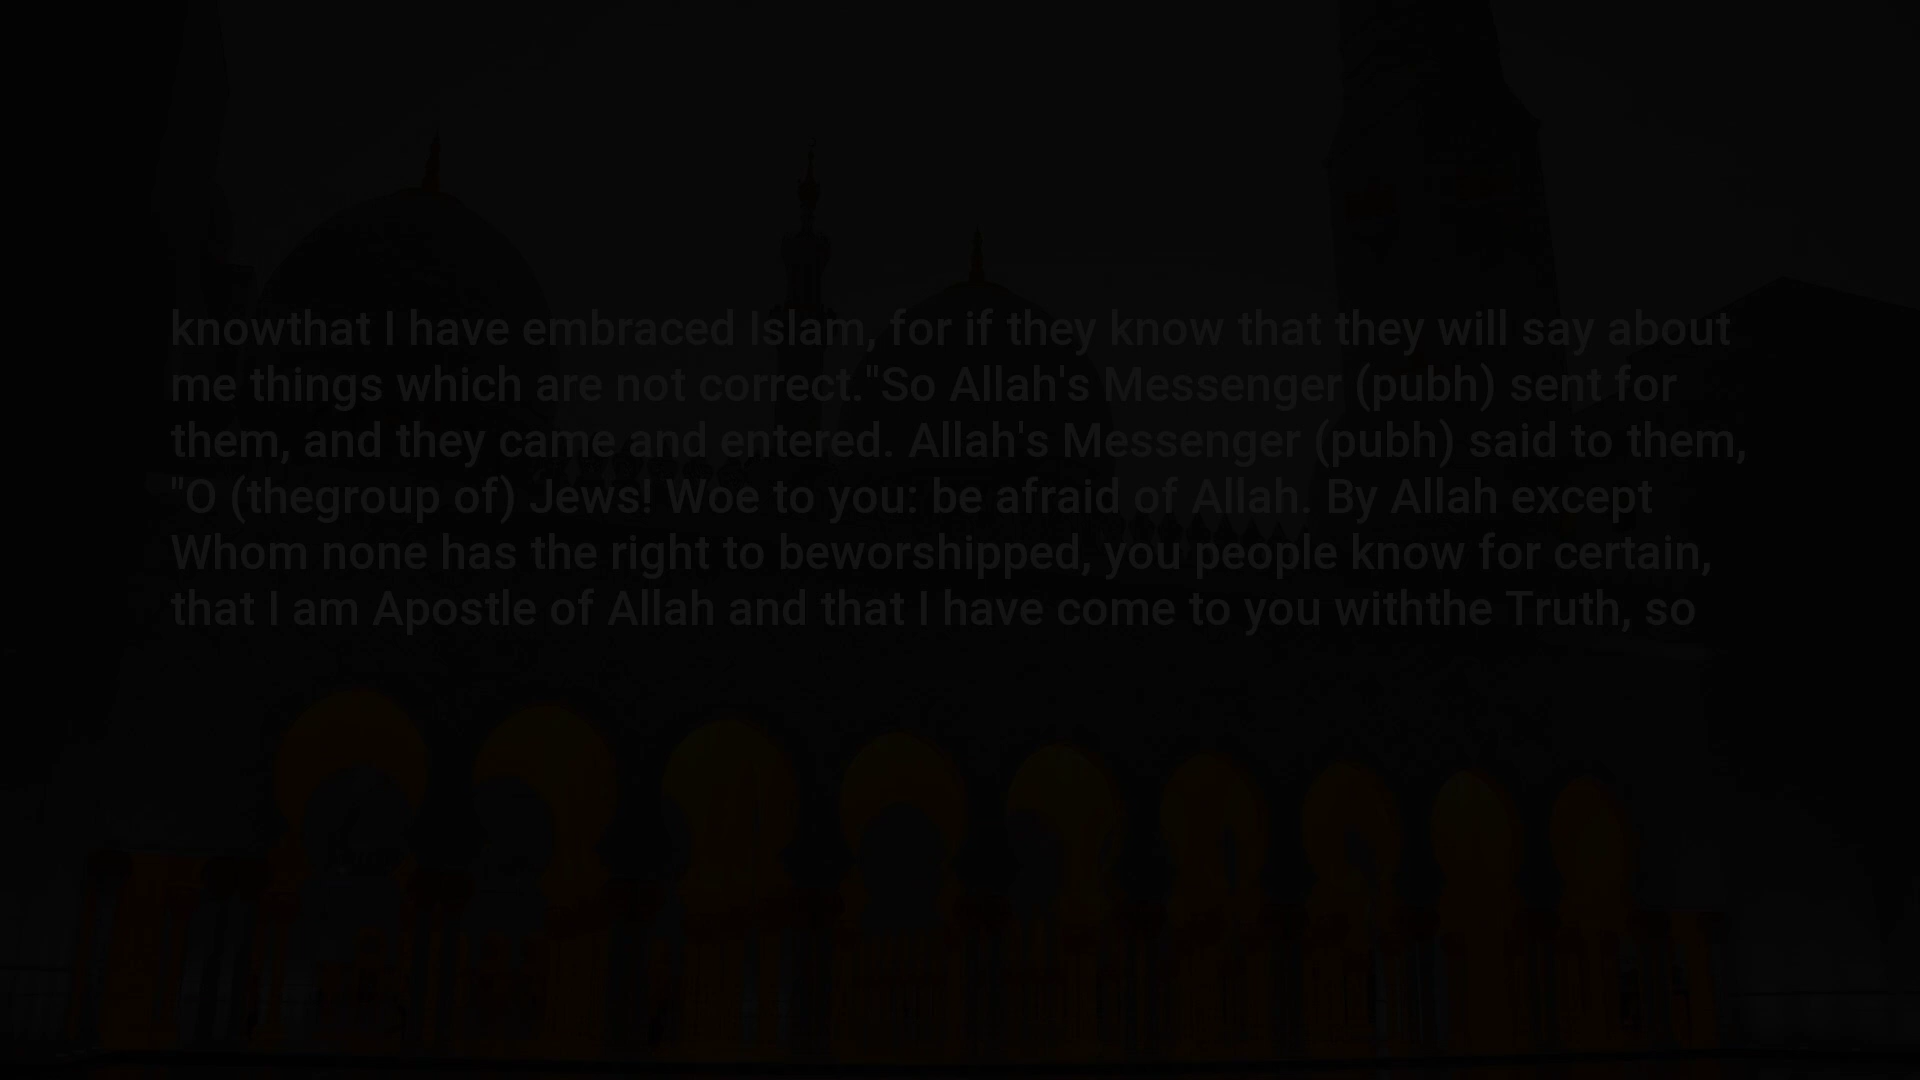 knowthat I have embraced Islam, for if they know that they will say about
me things which are not correct."So Allah's Messenger (pubh) sent for
them, and they came and entered. Allah's Messenger (pubh) said to them,
"O (thegroup of) Jews! Woe to you: be afraid of Allah. By Allah except
Whom none has the right to beworshipped, you people know for certain,
that I am Apostle of Allah and that I have come to you withthe Truth, so